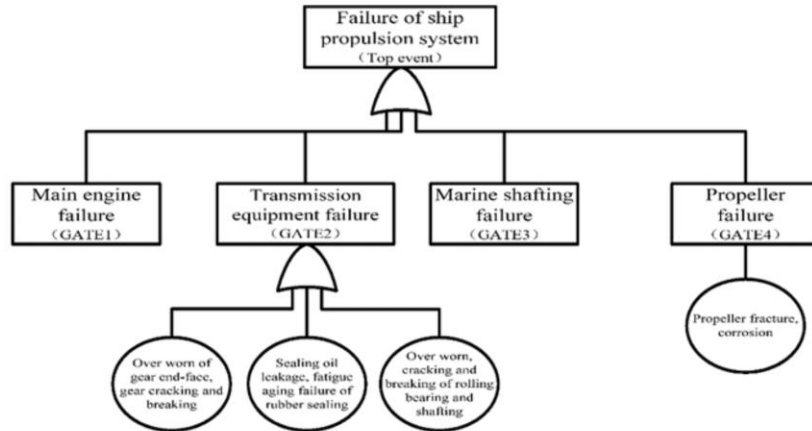 Failure of ship
propulsion system
（Top event）
Main engine
failure
（GATE1）
Transmission
equipment failure
（GATE2）
Marine shafting
failure
（GATE3）
Propeller
failure
（GATE4）
Over worn of
gear end-face,
gear cracking and
breaking
Sealing oil
leakage, fatigue
aging failure of
rubber sealing
Over worn,
cracking and
breaking of rolling
bearing and
shafting
Propeller fracture,
corrosion